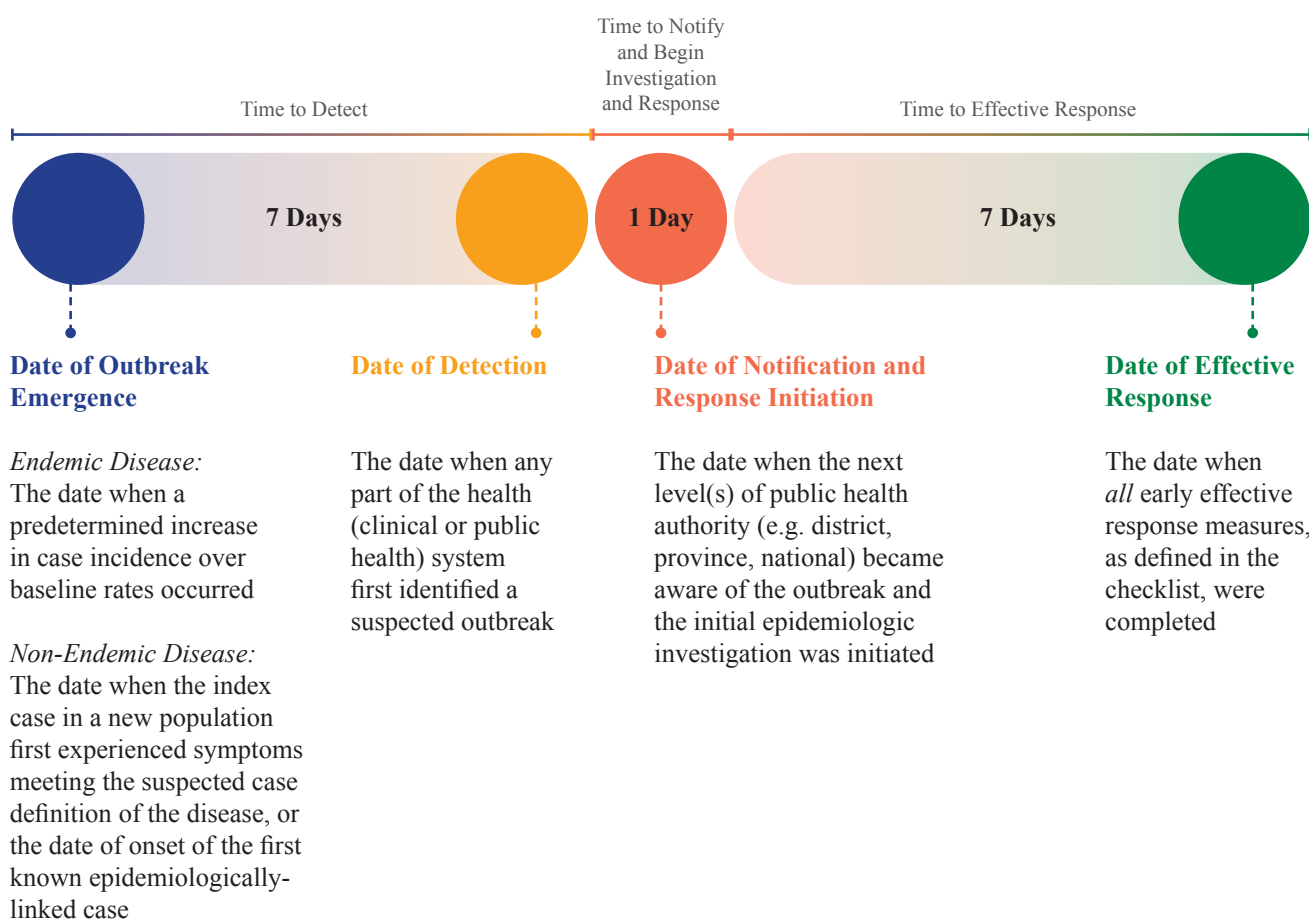 Time to Notify
and Begin
Investigation
and Response
Time to Detect
Time to Effective Response
7 Days
1 Day
7 Days
Date of Outbreak
Emergence
Endemic Disease:
The date when a
predetermined increase
in case incidence over
baseline rates occurred
Non-Endemic Disease:
The date when the index
case in a new population
first experienced symptoms
meeting the suspected case
definition of the disease, or
the date of onset of the first
known epidemiologically-
linked case
Date of Detection
The date when any
part of the health
(clinical or public
health) system
first identified a
suspected outbreak
Date of Notification and
Response Initiation
The date when the next
level(s) of public health
authority (e.g. district,
province, national) became
aware of the outbreak and
the initial epidemiologic
investigation was initiated
Date of Effective
Response
The date when
all early effective
response measures,
as defined in the
checklist, were
completed